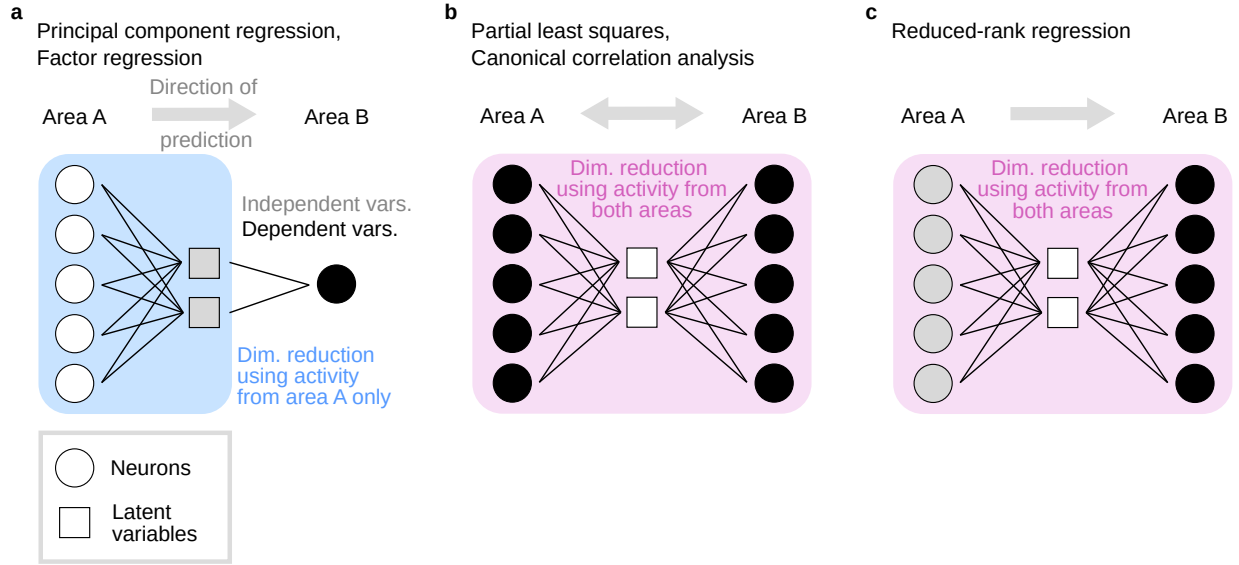 a
Principal component regression,
Factor regression
Direction of
Area A
Area B
prediction
Independent vars.
Dependent vars.
Dim. reduction
using activity
from area A only
Neurons
Latent
variables
b
Partial least squares,
Canonical correlation analysis
Area A
Area B
Dim. reduction
using activity from
both areas
c
Reduced-rank regression
Area A
Area B
Dim. reduction
using activity from
both areas